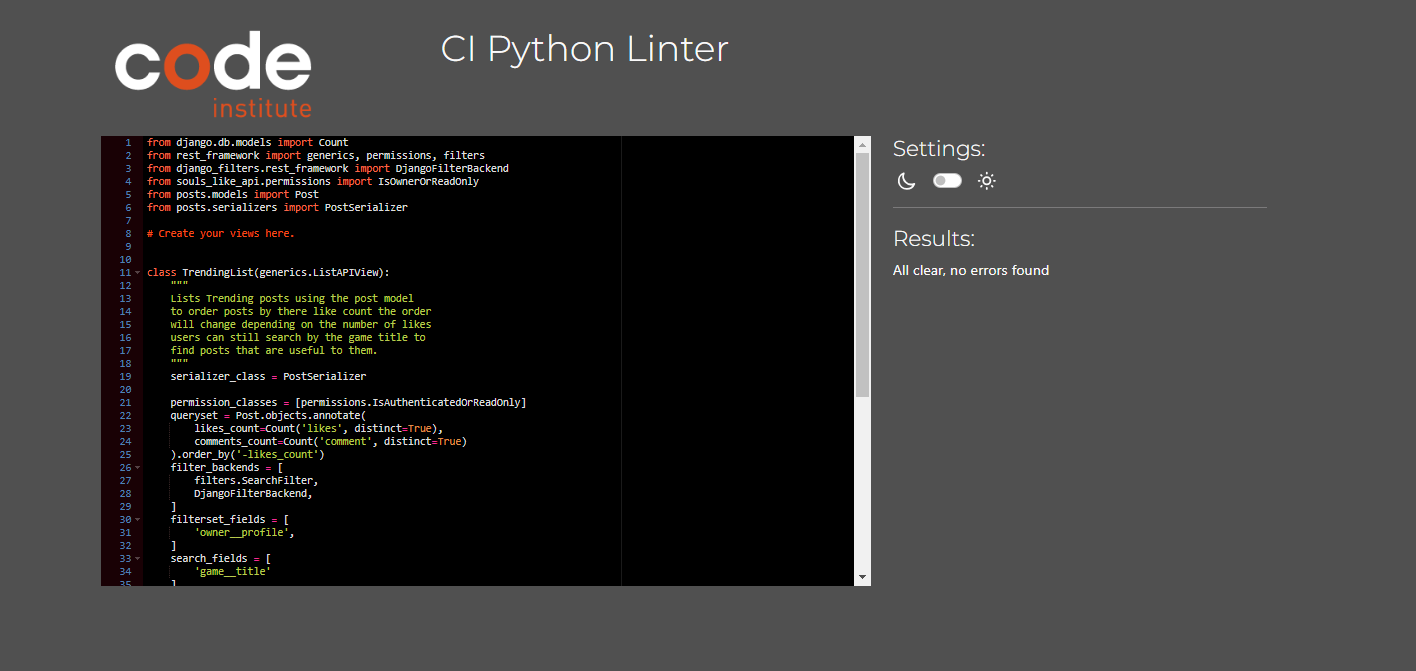 code
institute
CI Python Linter
1 from django.db.models import Count
2 from rest_framework import generics, permissions, filters
3 from django_filters.rest_framework import DjangoFilterBackend
4 from souls_like_api.permissions import IsOwnerOrReadOnly
5 from posts.models import Post
6 from posts.serializers import PostSerializer
7
8 # Create your views here.
9
10
11 class TrendingList(generics.ListAPIView):
12     """
13     Lists Trending posts using the post model
14     to order posts by there like count the order
15     will change depending on the number of likes
16     users can still search by the game title to
17     find posts that are useful to them.
18     """
19     serializer_class = PostSerializer
20
21     permission_classes = [permissions.IsAuthenticatedOrReadOnly]
22     queryset = Post.objects.annotate(
23         likes_count=Count('likes', distinct=True),
24         comments_count=Count('comment', distinct=True)
25     ).order_by('-likes_count')
26     filter_backends = [
27         filters.SearchFilter,
28         DjangoFilterBackend,
29     ]
30     filterset_fields = [
31         'owner__profile',
32     ]
33     search_fields = [
34         'game__title'
35     ]
Settings:
Results:
All clear, no errors found